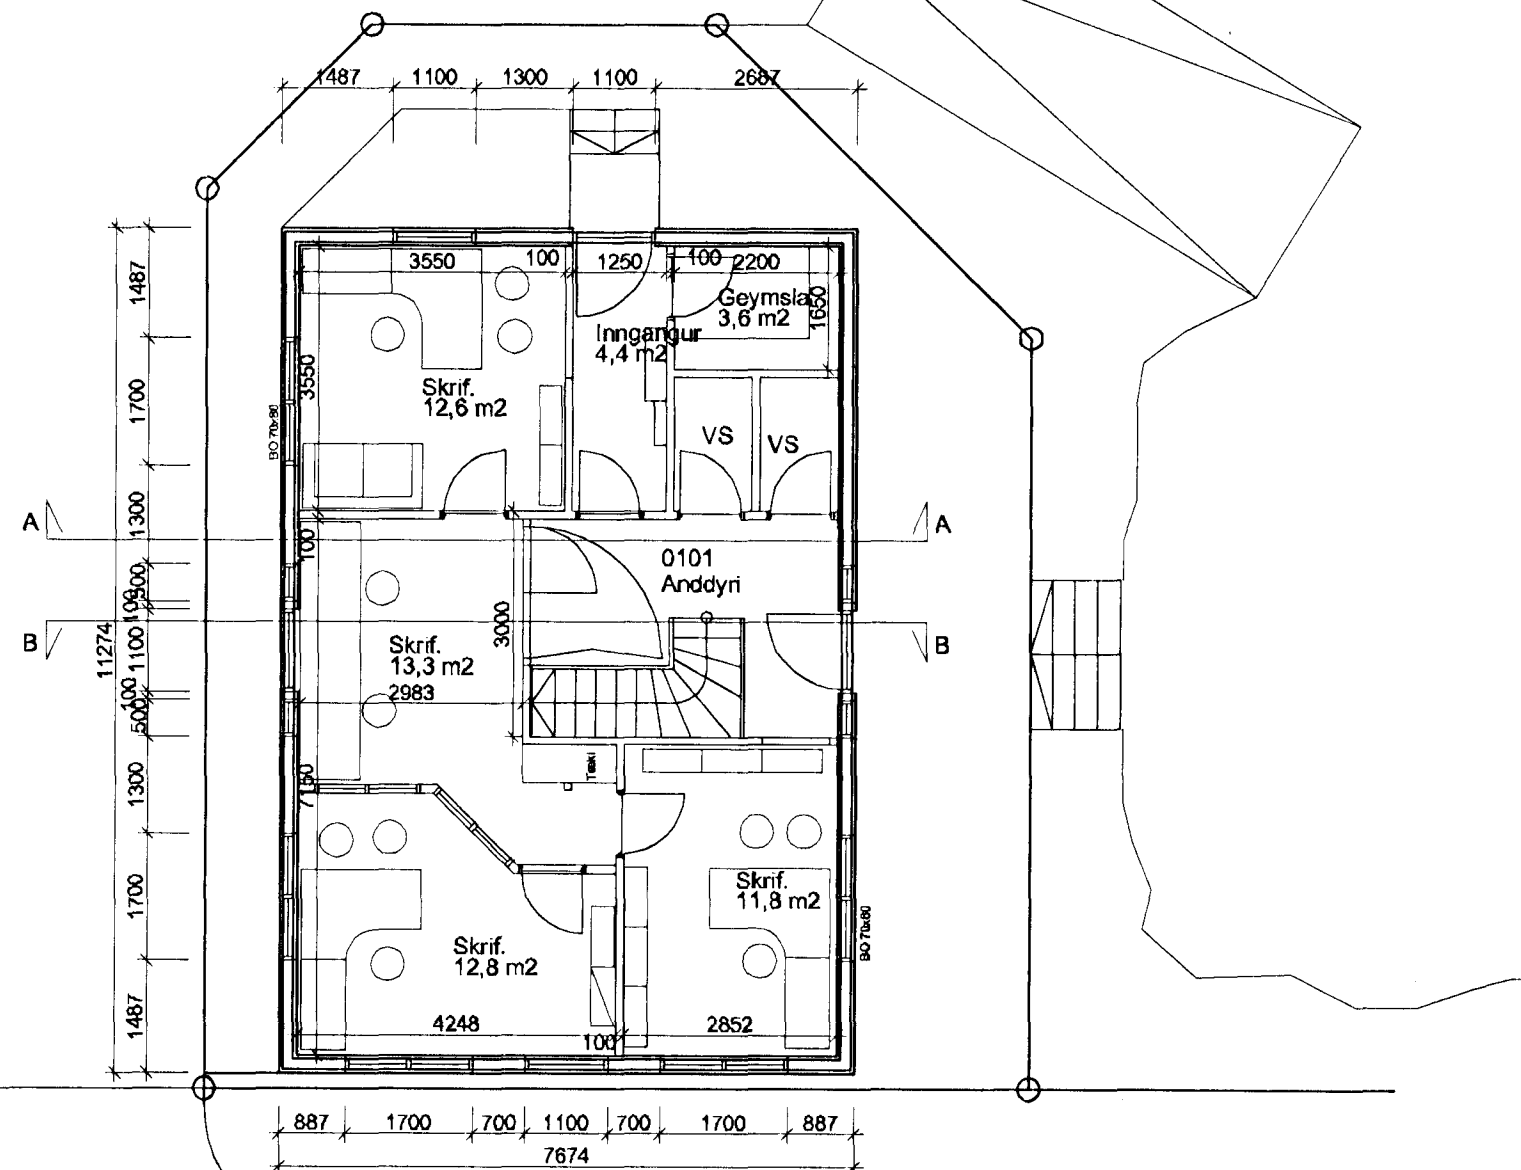 1487 1100 1300 1100 2687
3550 100 1250 100 2200
1487
Geymsla
3,6 m2
1650
Inngangur
4,4 m2
3550
Skrif.
12,6 m2
1700
BO 70x80
VS
VS
A
A
1300
100
0101
Anddyri
500
100
3000
B
B
11274
1100
Skrif.
13,3 m2
2983
100
500
1300
7150
Tæki
1700
Skrif.
11,8 m2
BO 70x80
Skrif.
12,8 m2
1487
4248
100
2852
887 1700 700 1100 700 1700 887
7674